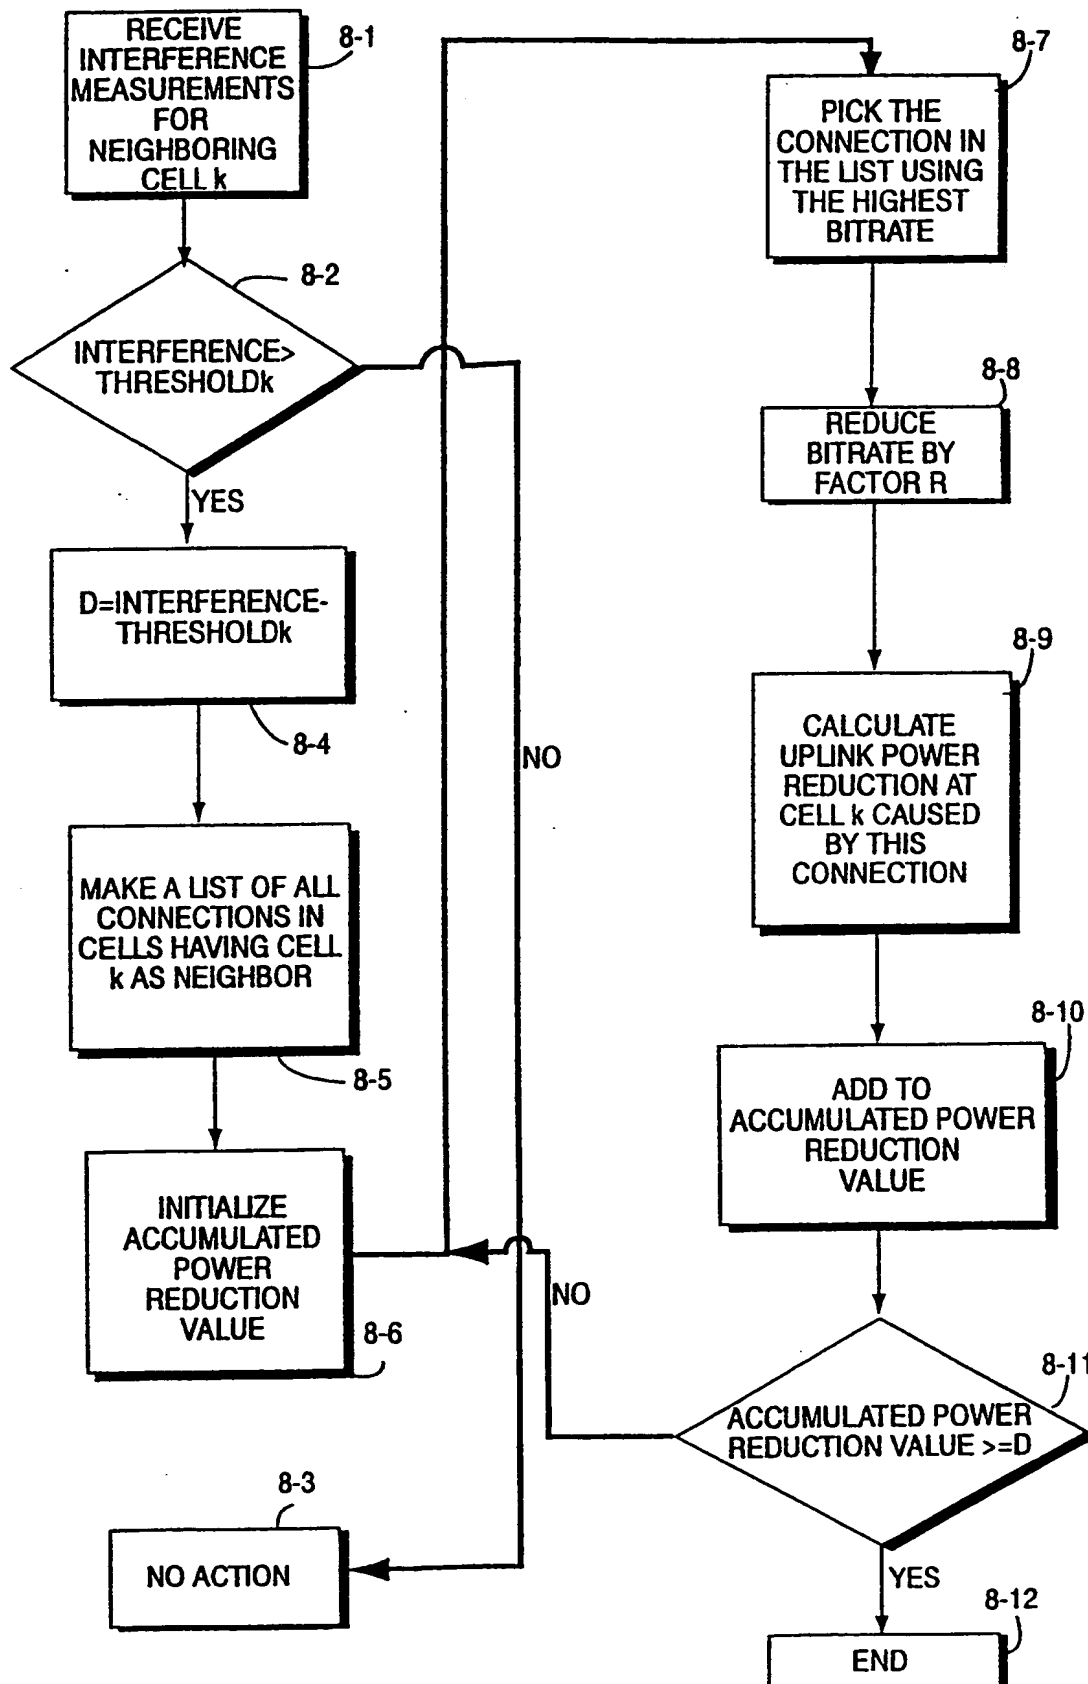 RECEIVE
INTERFERENCE
MEASUREMENTS
FOR
NEIGHBORING
CELL k
8-1
8-2
INTERFERENCE>
THRESHOLDk
YES
D=INTERFERENCE-
THRESHOLDk
8-4
MAKE A LIST OF ALL
CONNECTIONS IN
CELLS HAVING CELL
k AS NEIGHBOR
8-5
INITIALIZE
ACCUMULATED
POWER
REDUCTION
VALUE
8-6
8-3
NO ACTION
NO
8-7
PICK THE
CONNECTION IN
THE LIST USING
THE HIGHEST
BITRATE
8-8
REDUCE
BITRATE BY
FACTOR R
8-9
CALCULATE
UPLINK POWER
REDUCTION AT
CELL k CAUSED
BY THIS
CONNECTION
8-10
ADD TO
ACCUMULATED POWER
REDUCTION
VALUE
8-11
ACCUMULATED POWER
REDUCTION VALUE >=D
NO
YES
8-12
END